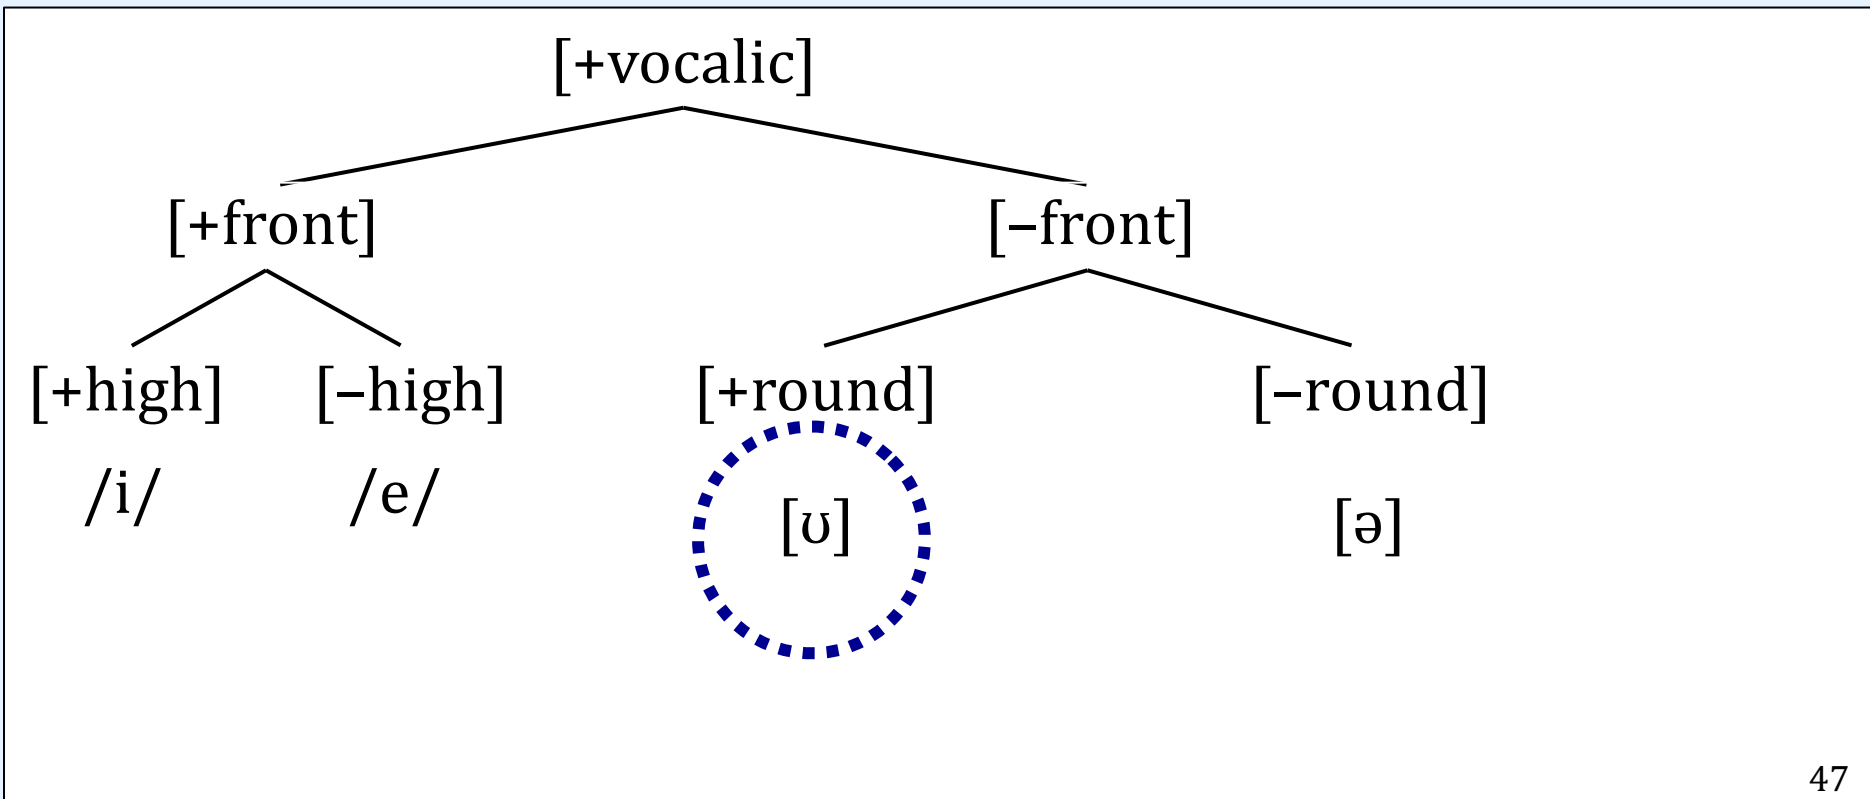 [+vocalic]
[+front] [–front]
[+high] [–high] [+round] [–round]
/i/ /e/ [ʊ] [ə]
47